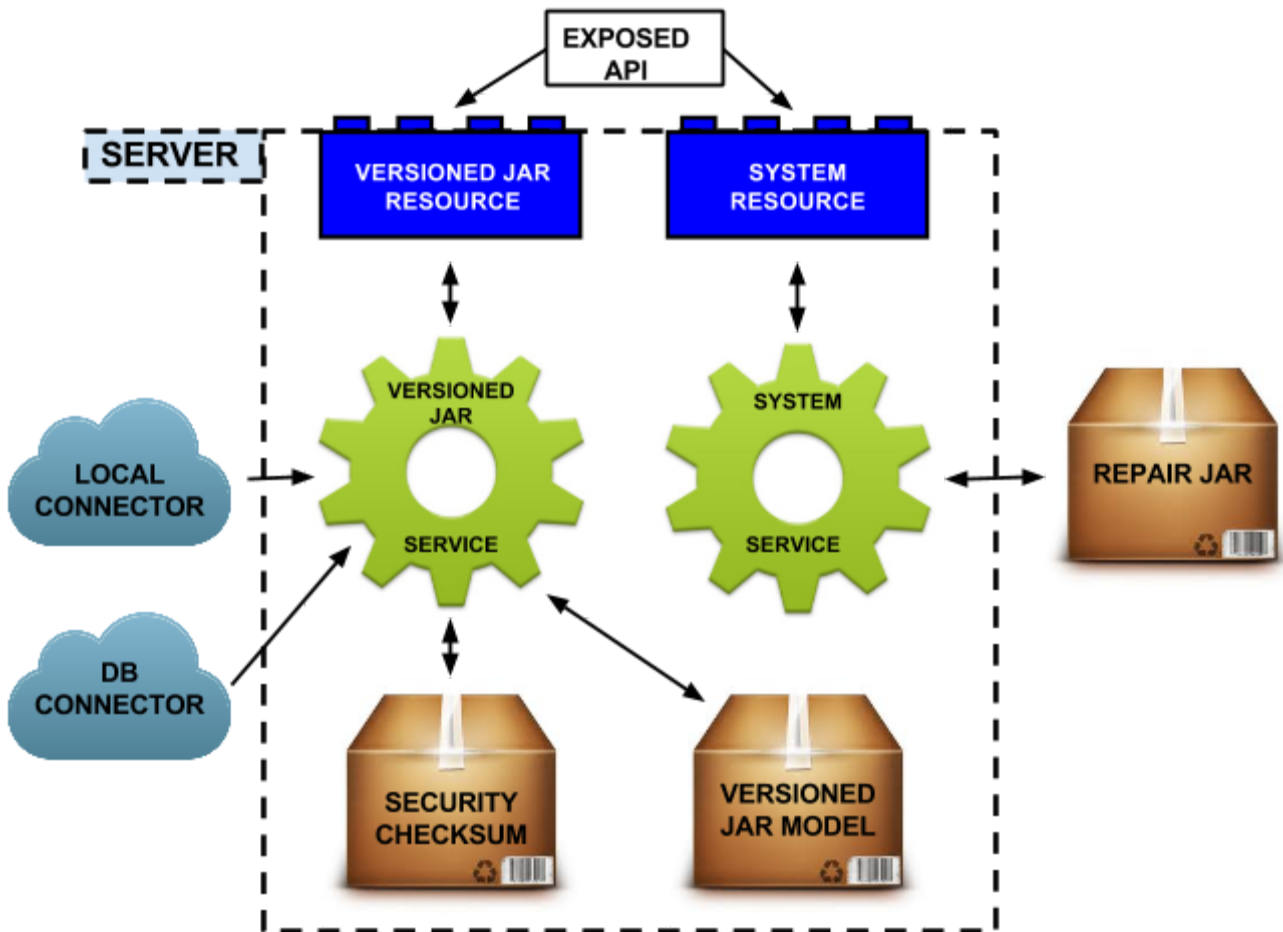 EXPOSED
API
SERVER
VERSIONED JAR
RESOURCE
SYSTEM
RESOURCE
VERSIONED
JAR
SERVICE
SYSTEM
SERVICE
LOCAL
CONNECTOR
REPAIR JAR
DB
CONNECTOR
SECURITY
CHECKSUM
VERSIONED
JAR MODEL